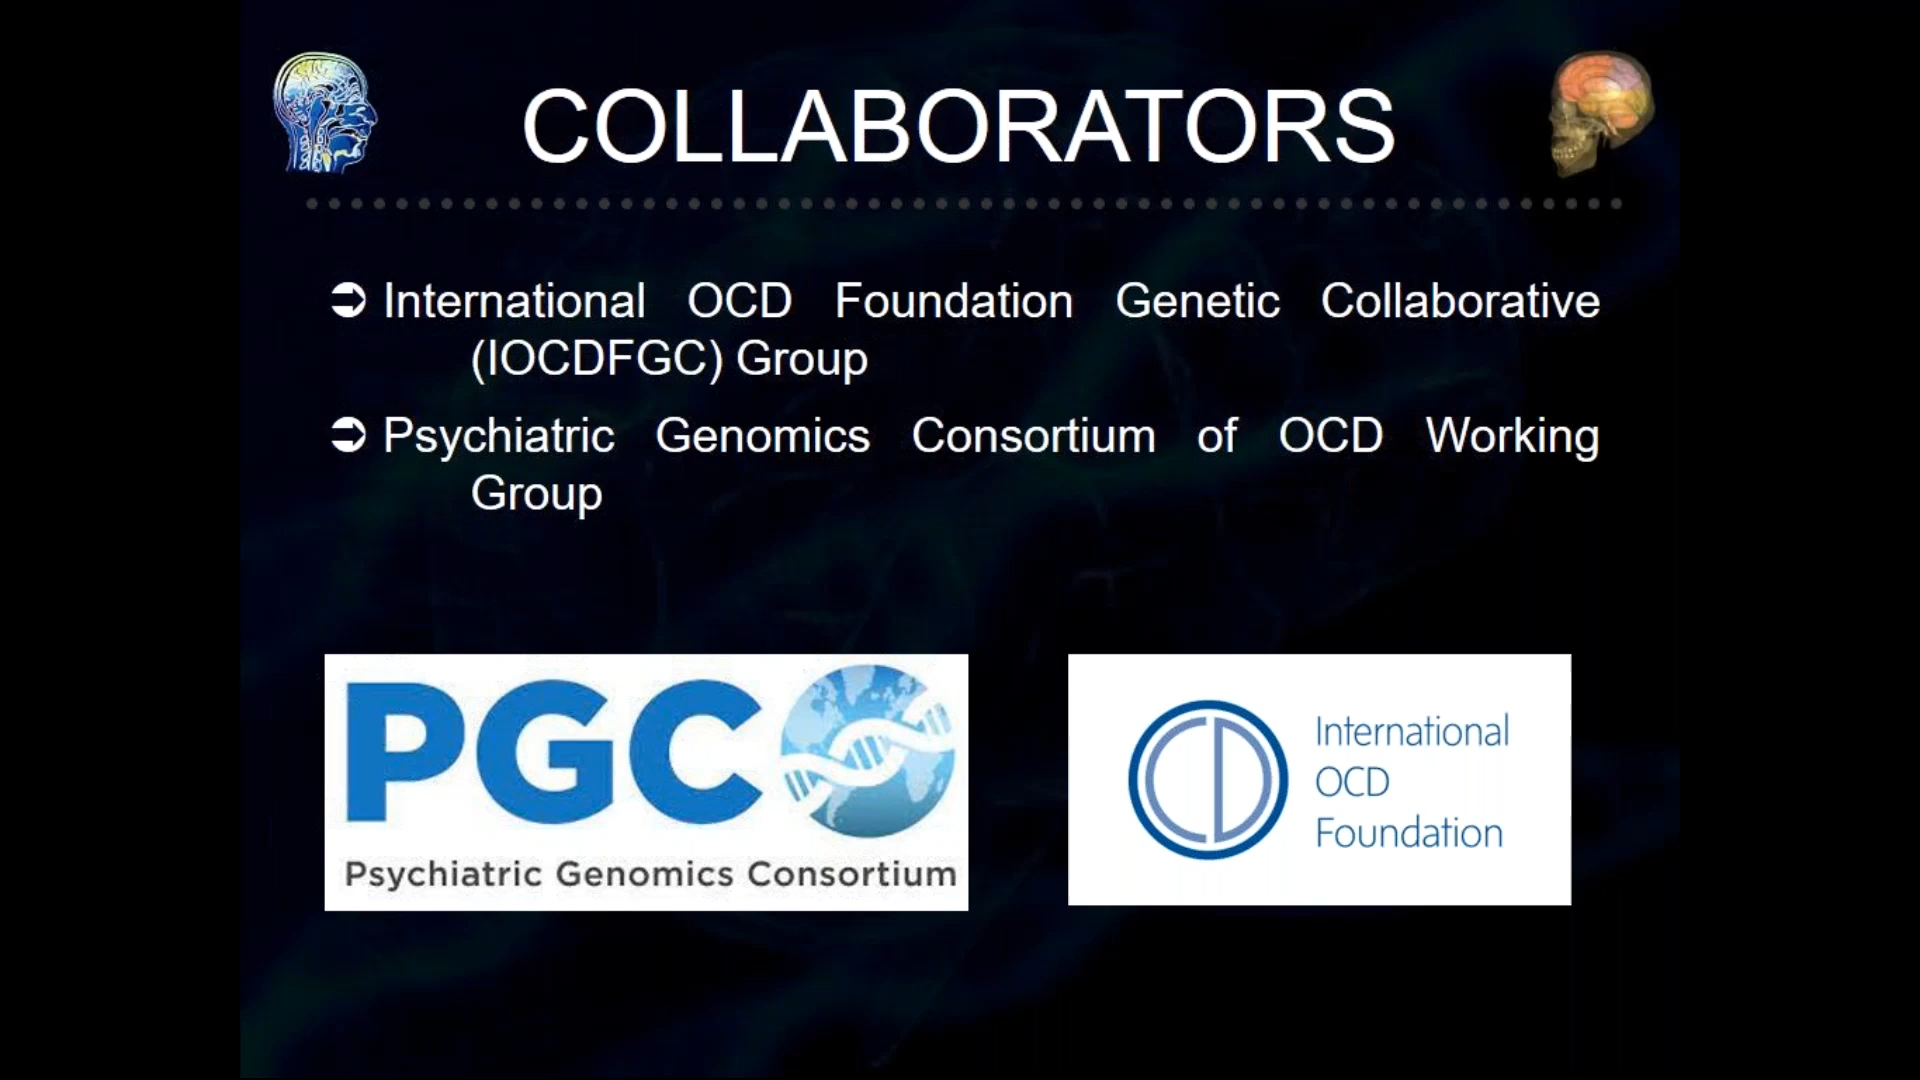 COLLABORATORS
➲ International OCD Foundation Genetic Collaborative
(IOCDFGC) Group
➲ Psychiatric Genomics Consortium of OCD Working
Group
PGC
Psychiatric Genomics Consortium
International
OCD
Foundation